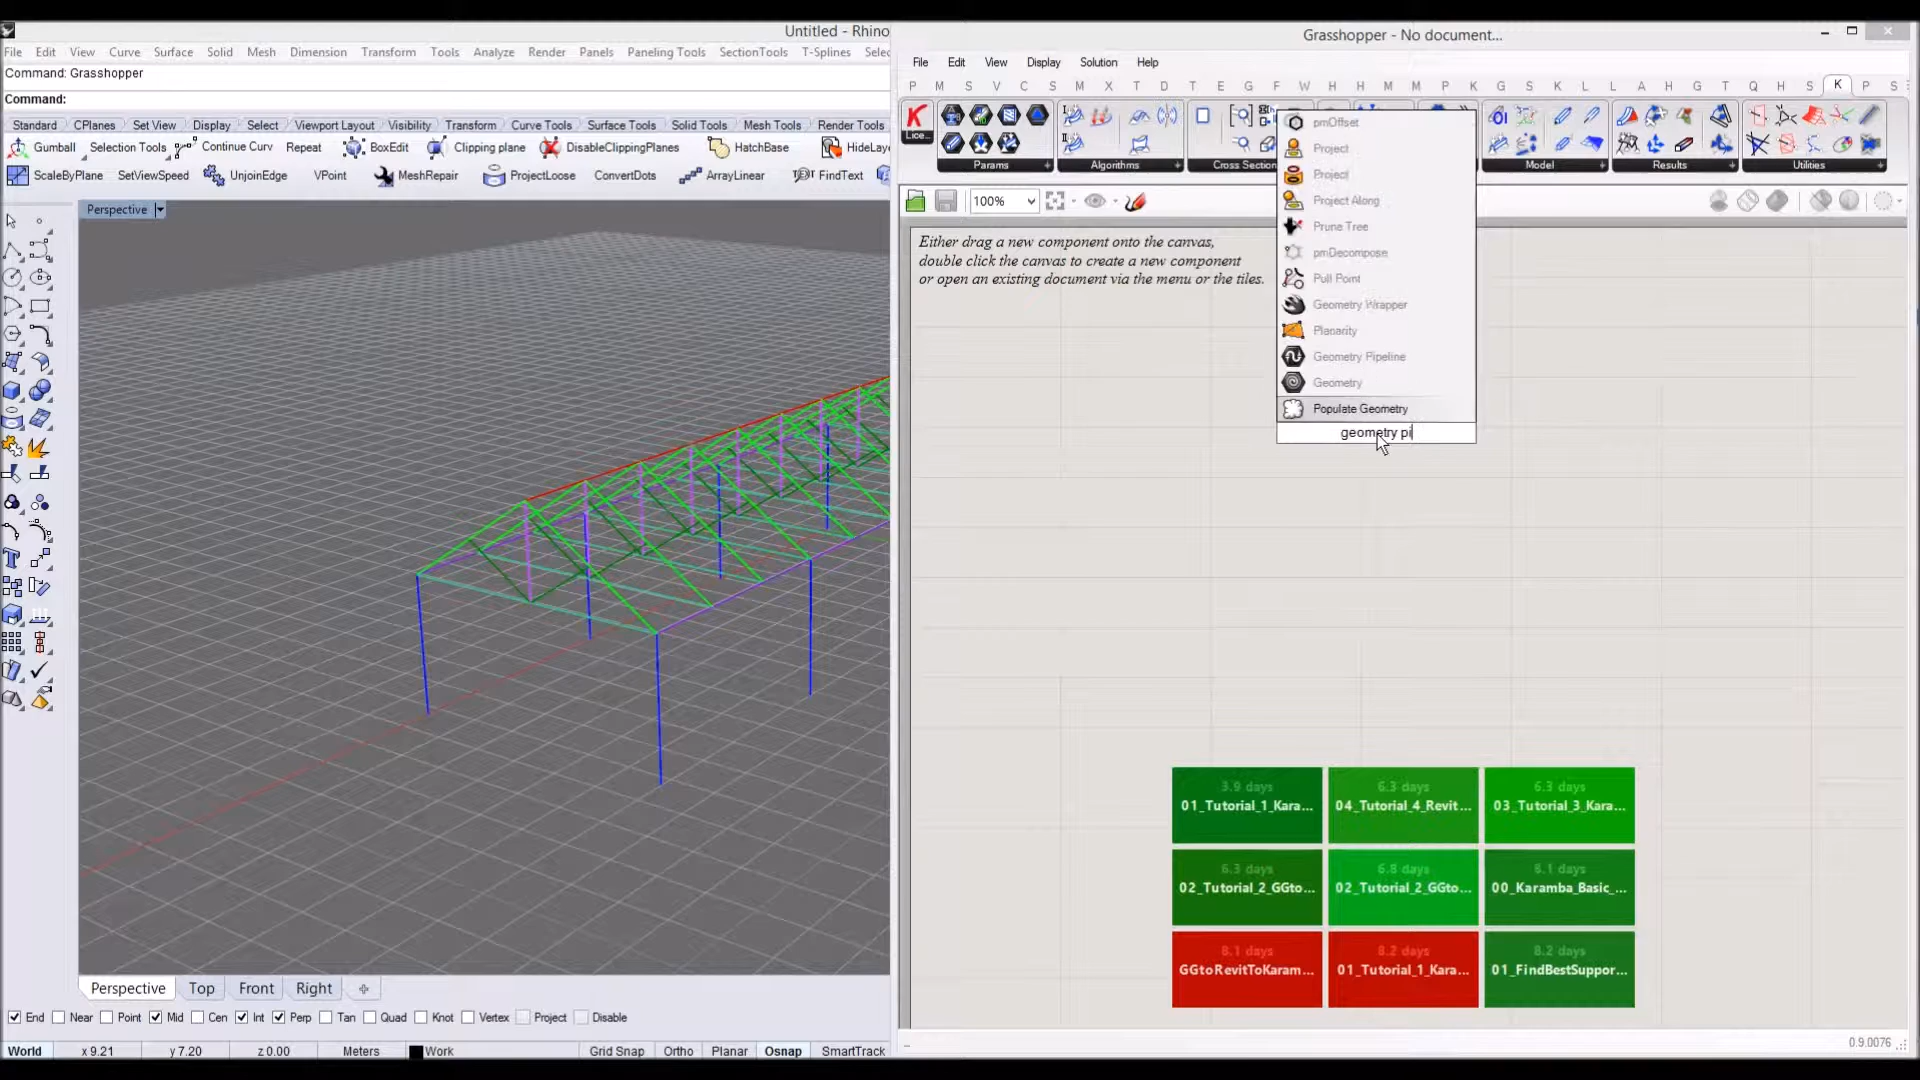 Untitled - Rhino
File Edit View Curve Surface Solid Mesh Dimension Transform Tools Analyze Render Panels Paneling Tools SectionTools T-Splines
Command: Grasshopper
Command:
Standard CPlanes Set View Display Select Viewport Layout Visibility Transform Curve Tools Surface Tools Solid Tools Mesh Tools Render Tools
Gumball Selection Tools Continue Curv Repeat BoxEdit Clipping plane DisableClippingPlanes HatchBase HideLaye
ScaleByPlane SetViewSpeed UnjoinEdge VPoint MeshRepair ProjectLoose ConvertDots ArrayLinear FindText
Perspective
Perspective Top Front Right
End Near Point Mid Cen Int Perp Tan Quad Knot Vertex Project Disable
World x 9.21 y 7.20 z 0.00 Meters Work Grid Snap Ortho Planar Osnap SmartTrack
Grasshopper - No document...
File Edit View Display Solution Help
P M S V C S I M X T D T S G F W H H M M P K G S K L L A H G T Q H S K P S
Lice...
Params Algorithms Cross Section Model Results Utilities
100%
Either drag a new component onto the canvas,
double click the canvas to create a new component
or open an existing document via the menu or the tiles.
pmOffset
Project
Project
Project Along
Prune Tree
pmDecompose
Pull Point
Geometry Wrapper
Planarity
Geometry Pipeline
Geometry
Populate Geometry
geometry pi
3.9 days
01_Tutorial_1_Kara...
6.3 days
04_Tutorial_4_Revit...
6.3 days
03_Tutorial_3_Kara...
6.3 days
02_Tutorial_2_GGto...
6.8 days
02_Tutorial_2_GGto...
8.1 days
00_Karamba_Basic_...
8.1 days
GGtoRevitToKaram...
8.2 days
01_Tutorial_1_Kara...
8.2 days
01_FindBestSuppor...
0.9.0076